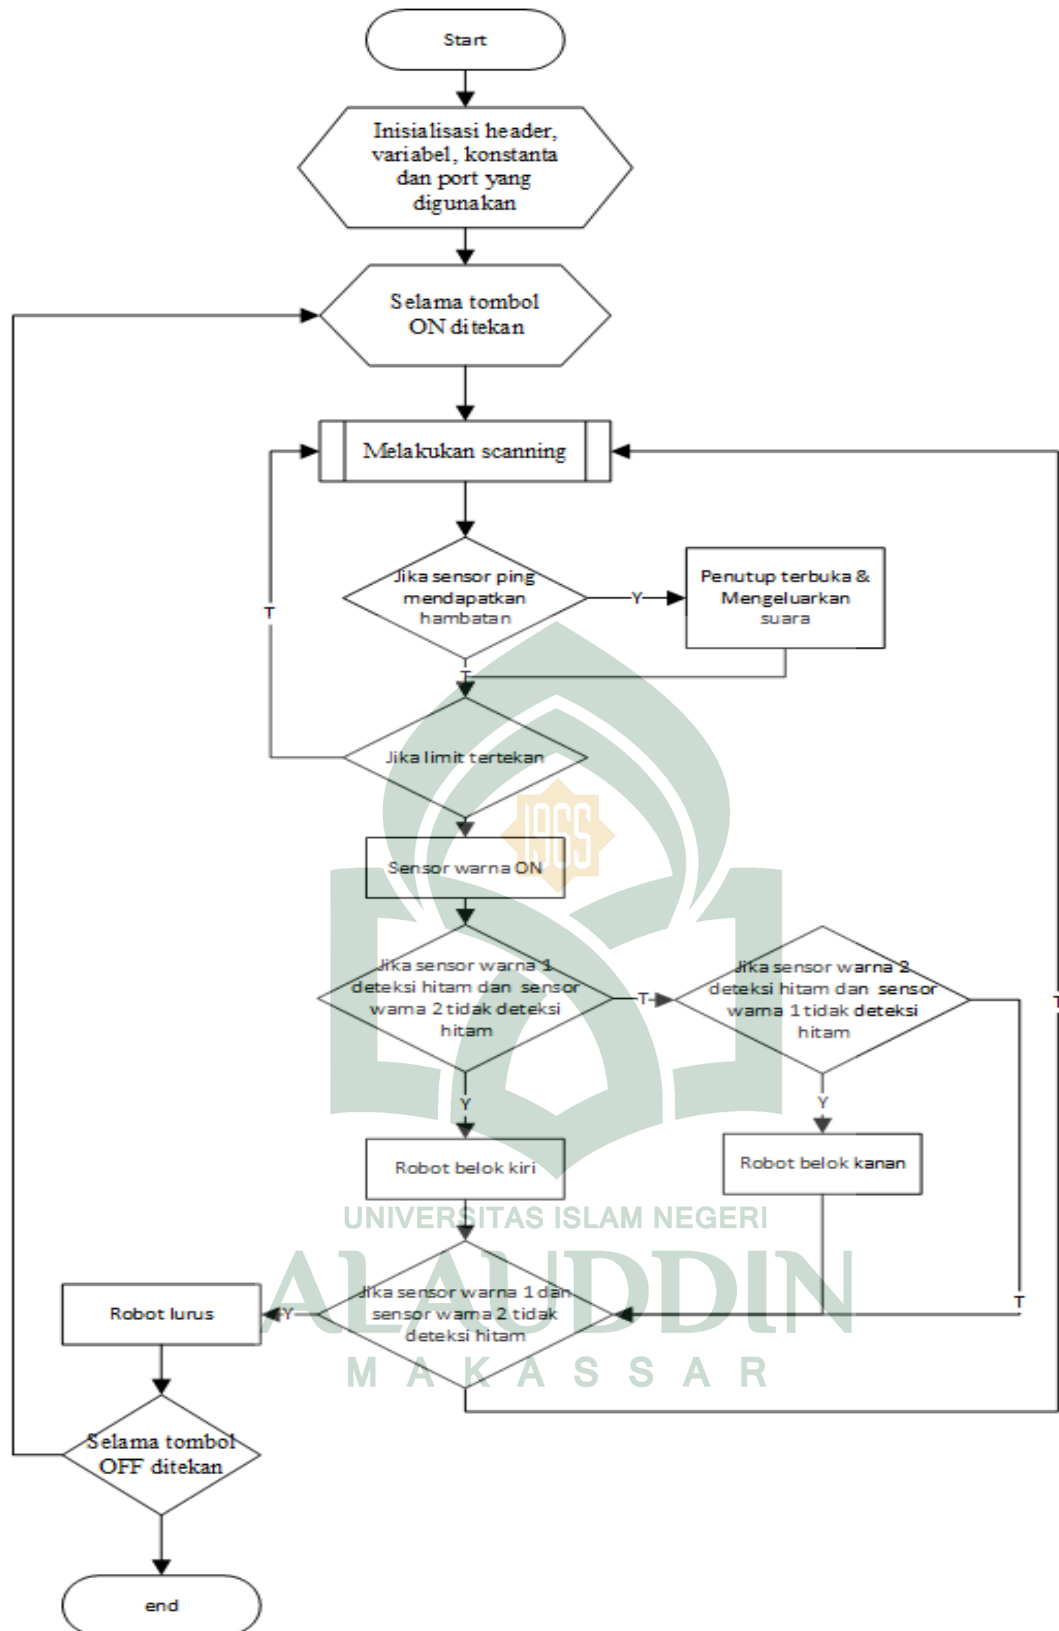 Start
Inisialisasi header,
variabel, konstanta
dan port yang
digunakan
Selama tombol
ON ditekan
Melakukan scanning
Jika sensor ping
mendapatkan
hambatan
Y
Penutup terbuka &
Mengeluarkan
suara
T
T
Jika limit tertekan
1965
Sensor warna ON
Jika sensor warna 1
deteksi hitam dan sensor
warna 2 tidak deteksi
hitam
T
Jika sensor warna 2
deteksi hitam dan sensor
warna 1 tidak deteksi
hitam
T
Y
Y
Robot belok kiri
Robot belok kanan
UNIVERSITAS ISLAM NEGERI
ALAUDDIN
MAKASSAR
Jika sensor warna 1 dan
sensor warna 2 tidak
deteksi hitam
T
Y
Robot lurus
Selama tombol
OFF ditekan
end